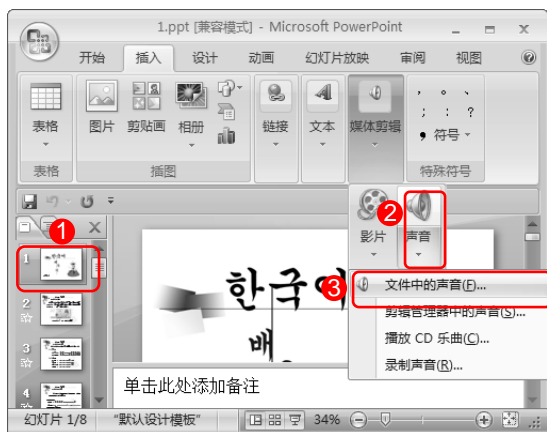 1.ppt [兼容模式] - Microsoft PowerPoint
开始 插入 设计 动画 幻灯片放映 审阅 视图
表格 图片 剪贴画 相册 链接 文本 媒体剪辑 , 。 、
; : ?
符号
表格 插图 特殊符号
1 2
影片 声音
1
3 文件中的声音(F)...
剪辑管理器中的声音(S)...
播放 CD 乐曲(C)...
录制声音(R)...
2
3
4
한국어
배
单击此处添加备注
幻灯片 1/8 "默认设计模板" 34%